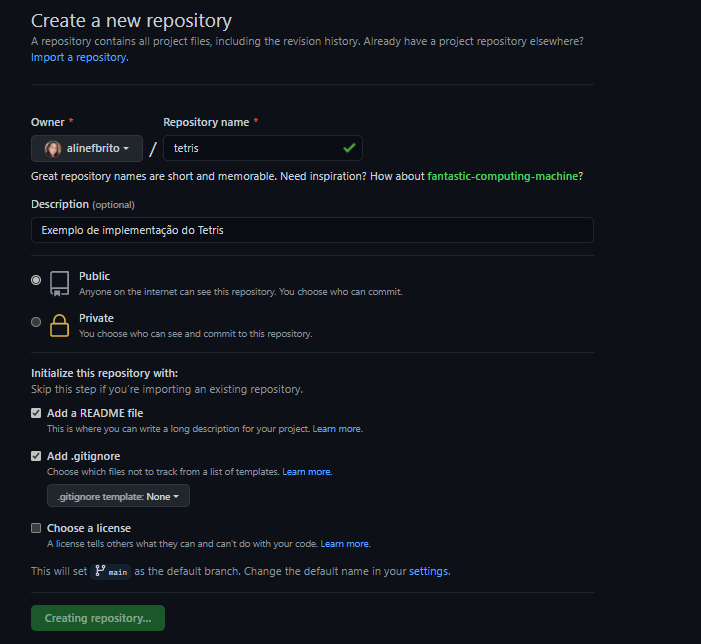 Create a new repository
A repository contains all project files, including the revision history. Already have a project repository elsewhere?
Import a repository.
Owner *
Repository name *
alinefbrito
/
tetris
Great repository names are short and memorable. Need inspiration? How about fantastic-computing-machine?
Description (optional)
Exemplo de implementação do Tetris
Public
Anyone on the internet can see this repository. You choose who can commit.
Private
You choose who can see and commit to this repository.
Initialize this repository with:
Skip this step if you're importing an existing repository.
Add a README file
This is where you can write a long description for your project. Learn more.
Add .gitignore
Choose which files not to track from a list of templates. Learn more.
.gitignore template: None
Choose a license
A license tells others what they can and can't do with your code. Learn more.
This will set main as the default branch. Change the default name in your settings.
Creating repository...